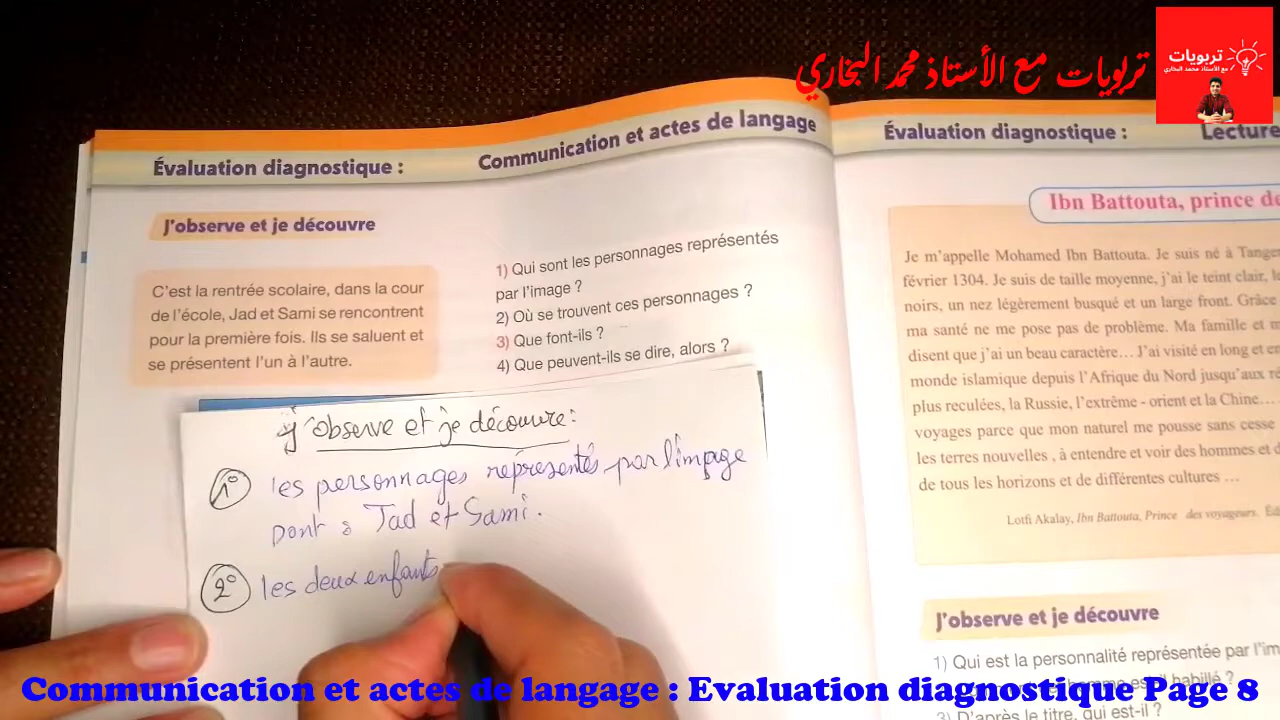 تربويات مع الأستاذ محمد البخاري
تربويات
مع الأستاذ محمد البخاري
Évaluation diagnostique :
Communication et actes de langage
J'observe et je découvre
C'est la rentrée scolaire, dans la cour
de l'école, Jad et Sami se rencontrent
pour la première fois. Ils se saluent et
se présentent l'un à l'autre.
1) Qui sont les personnages représentés
par l'image ?
2) Où se trouvent ces personnages ?
3) Que font-ils ?
4) Que peuvent-ils se dire, alors ?
j'observe et je découvre :
1° les personnages représentés par l'impage
sont : Jad et Sami.
2° les deux enfants
Évaluation diagnostique :
Lecture
Ibn Battouta, prince de
Je m'appelle Mohamed Ibn Battouta. Je suis né à Tanger
février 1304. Je suis de taille moyenne, j'ai le teint clair,
noirs, un nez légèrement busqué et un large front. Grâce
ma santé ne me pose pas de problème. Ma famille et m
disent que j'ai un beau caractère… J'ai visité en long et en
monde islamique depuis l'Afrique du Nord jusqu'aux ré
plus reculées, la Russie, l'extrême - orient et la Chine…
voyages parce que mon naturel me pousse sans cesse
les terres nouvelles , à entendre et voir des hommes et d
de tous les horizons et de différentes cultures …
Lotfi Akalay, Ibn Battouta, Prince des voyageurs. Éd
J'observe et je découvre
1) Qui est la personnalité représentée par l'im
homme est-il habillé ?
3) D'après le titre, qui est-il ?
Communication et actes de langage : Evaluation diagnostique Page 8